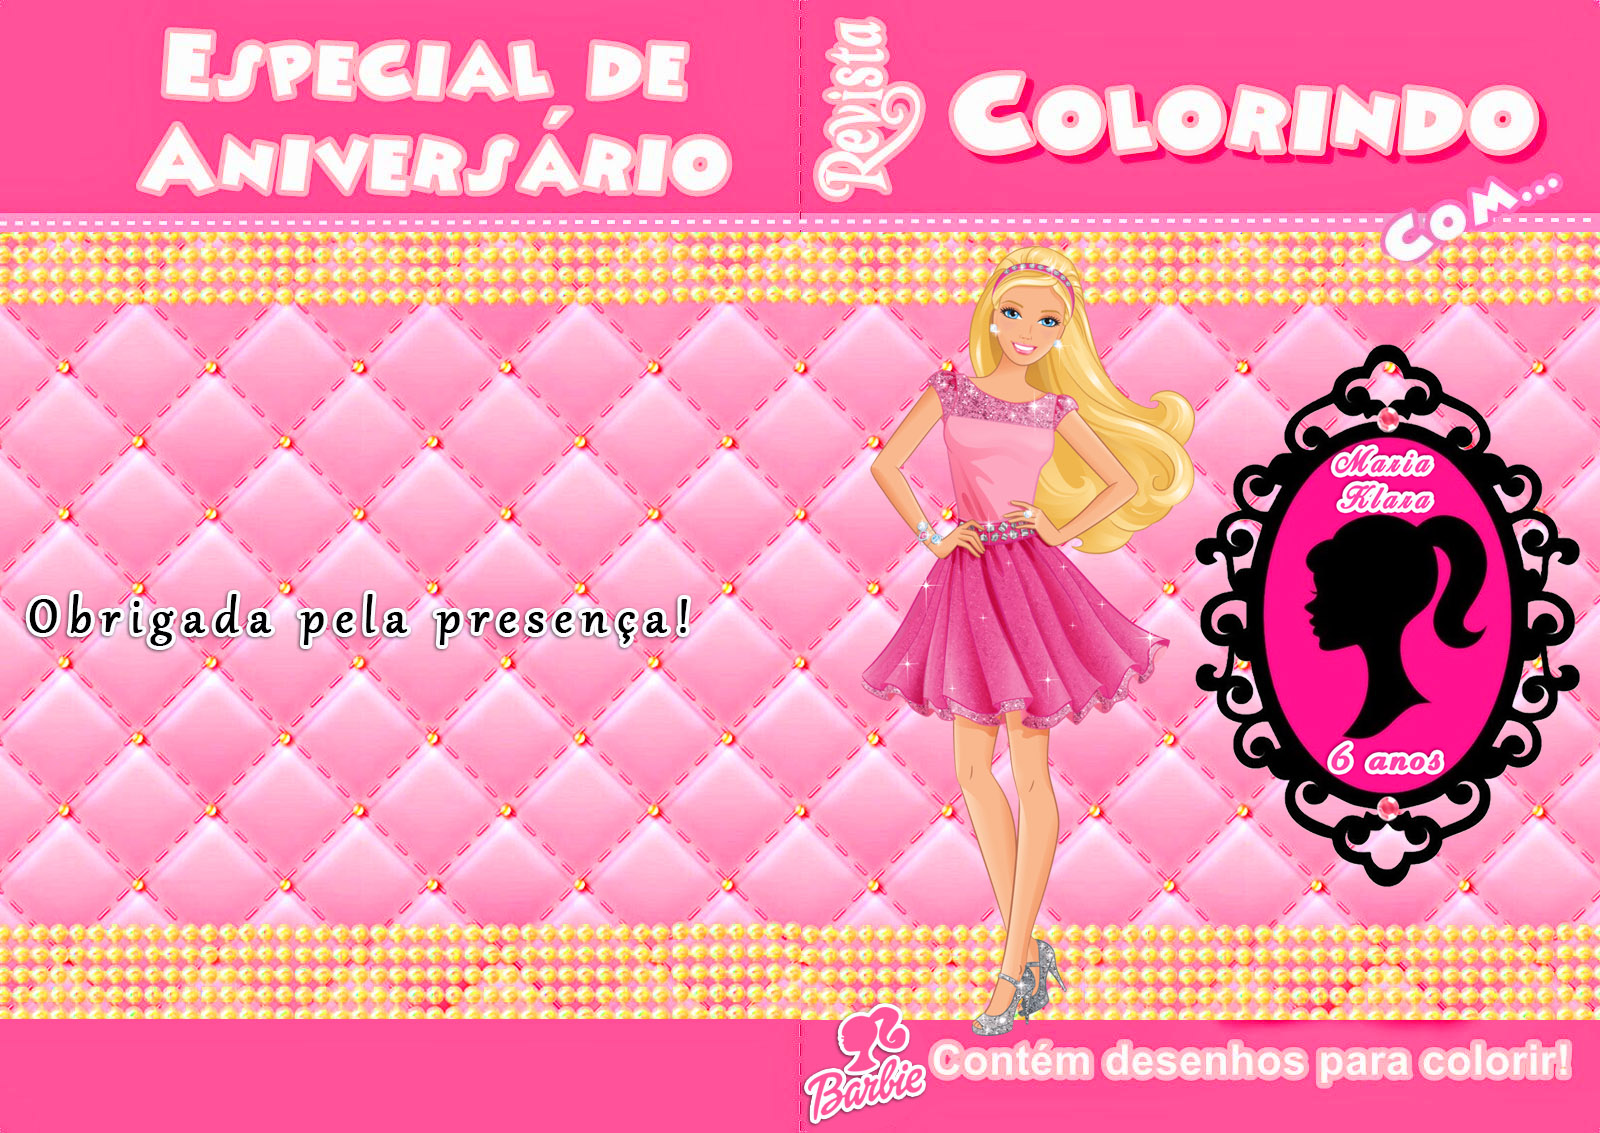 Especial de
Aniversário
Obrigada pela presença!
Revista
Colorindo
com...
Maria
Klara
6 anos
Barbie
Contém desenhos para colorir!